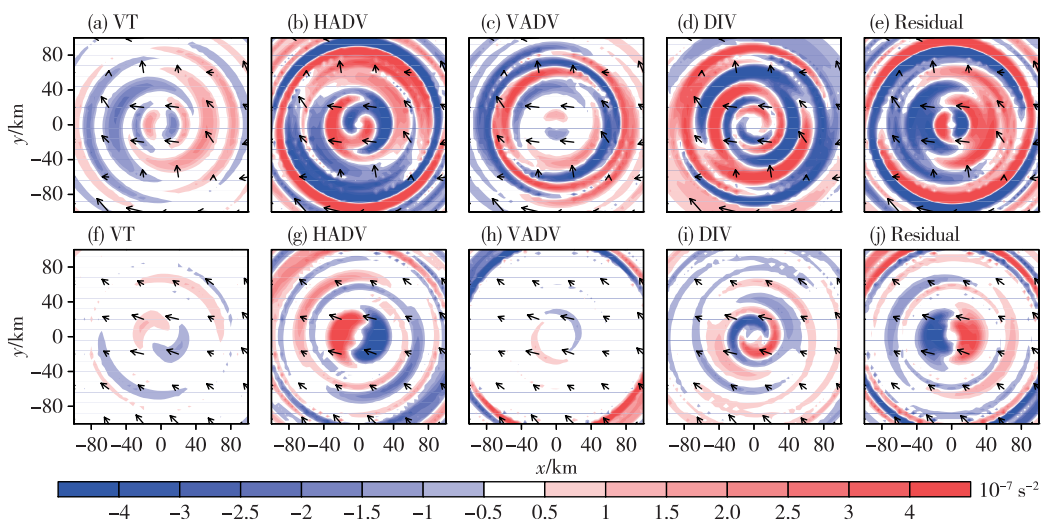 (a) VT (b) HADV (c) VADV (d) DIV (e) Residual
80
40
y/km 0
−40
−80
(f) VT (g) HADV (h) VADV (i) DIV (j) Residual
80
40
y/km 0
−40
−80
−80 −40 0 40 80 −80 −40 0 40 80 −80 −40 0 40 80 −80 −40 0 40 80 −80 −40 0 40 80
x/km
10⁻⁷ s⁻²
−4 −3 −2.5 −2 −1.5 −1 −0.5 0.5 1 1.5 2.0 2.5 3 4